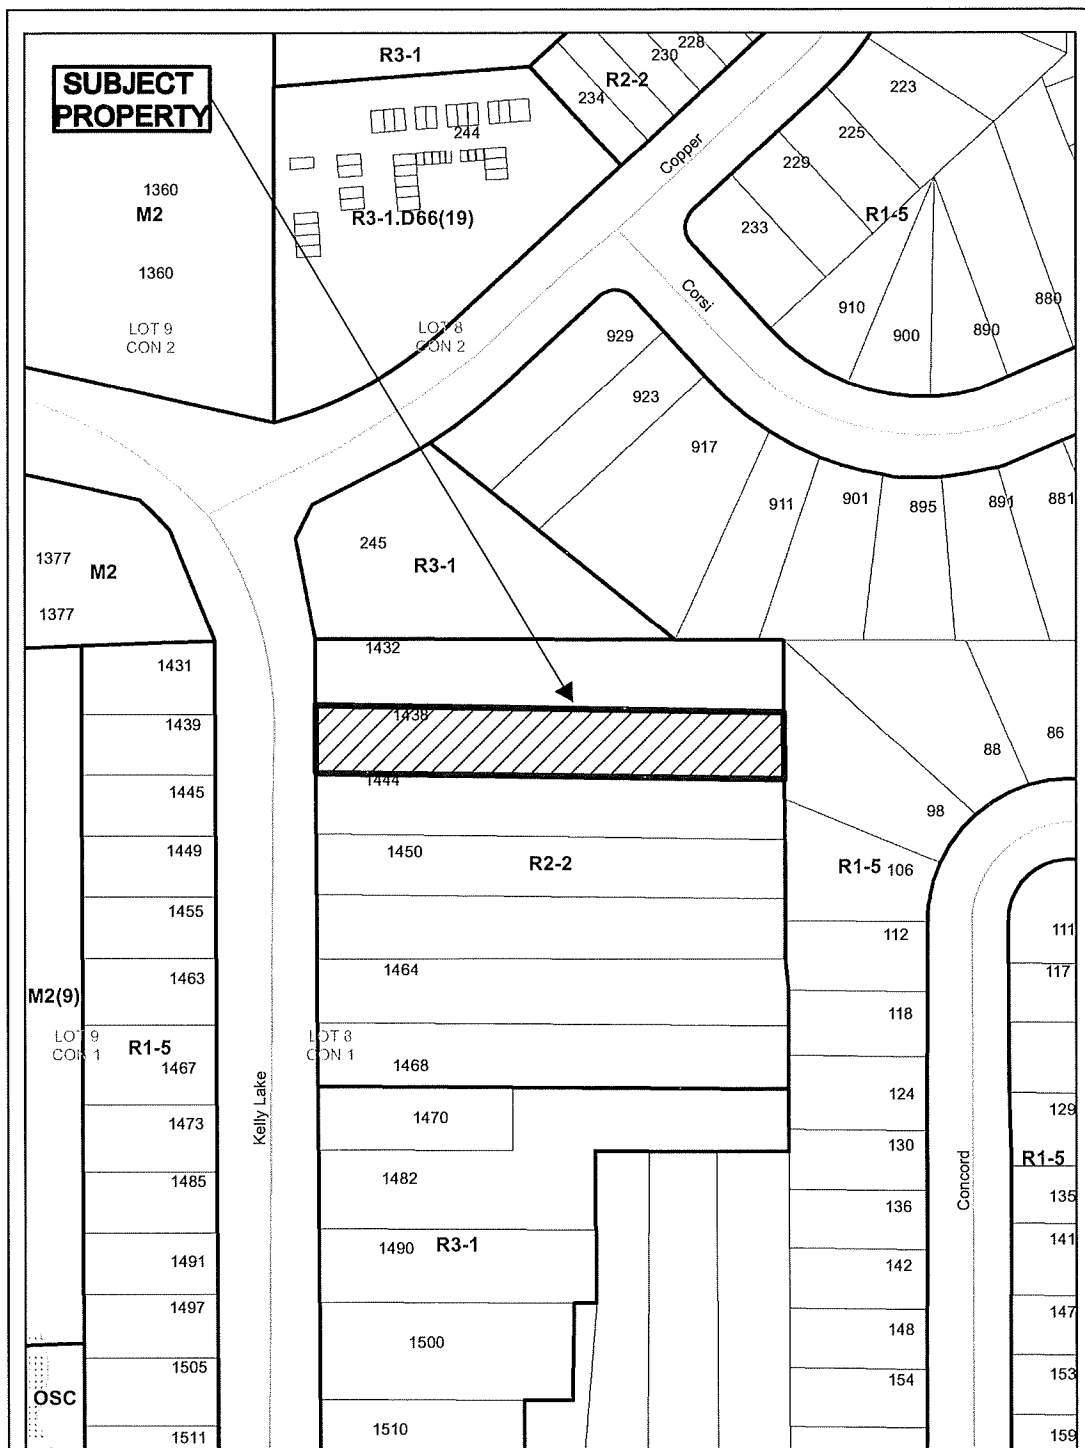 R3-1
228
230
R2-2
234
SUBJECT
PROPERTY
223
244
225
Copper
229
1360
M2
R3-1.D66(19)
R1-5
233
1360
Corsi
880
910
LOT 9
CON 2
LOT 8
CON 2
929
900
890
923
917
911
901
895
891
881
245
R3-1
1377
M2
1377
1432
1431
1438
1439
86
88
1444
1445
98
1449
1450
R2-2
R1-5
106
1455
112
111
1463
1464
117
M2(9)
118
LOT 9
CON 1
R1-5
LOT 8
CON 1
1467
1468
124
Kelly Lake
129
1473
1470
130
R1-5
1485
1482
Concord
136
135
1491
1490
R3-1
142
141
1497
147
148
1500
1505
153
154
OSC
1511
1510
159